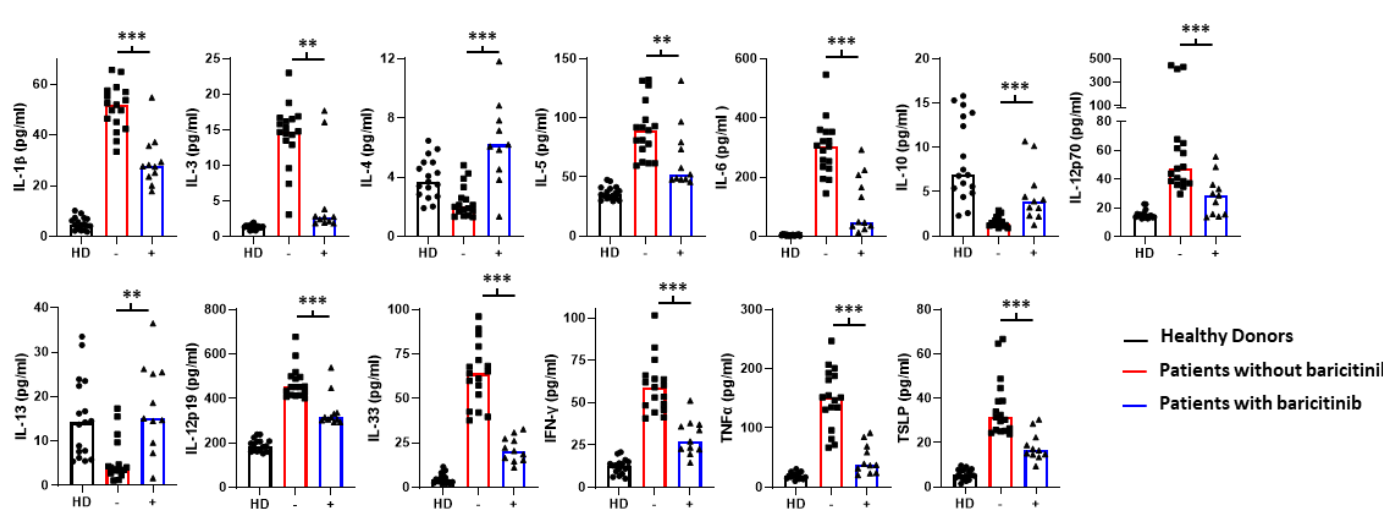 ***
IL-1β (pg/ml)
60
40
20
0
HD - +
**
IL-3 (pg/ml)
25
20
15
10
5
0
HD - +
***
IL-4 (pg/ml)
12
8
4
0
HD - +
**
IL-5 (pg/ml)
150
100
50
0
HD - +
***
IL-6 (pg/ml)
600
400
200
0
HD - +
***
IL-10 (pg/ml)
20
15
10
5
0
HD - +
***
IL-12p70 (pg/ml)
500
300
100
80
60
40
20
0
HD - +
**
IL-13 (pg/ml)
40
30
20
10
0
HD - +
***
IL-12p19 (pg/ml)
800
600
400
200
0
HD - +
***
IL-33 (pg/ml)
100
75
50
25
0
HD - +
***
IFN-γ (pg/ml)
100
75
50
25
0
HD - +
***
TNFα (pg/ml)
300
200
100
0
HD - +
***
TSLP (pg/ml)
80
60
40
20
0
HD - +
Healthy Donors
Patients without baricitinil
Patients with baricitinib